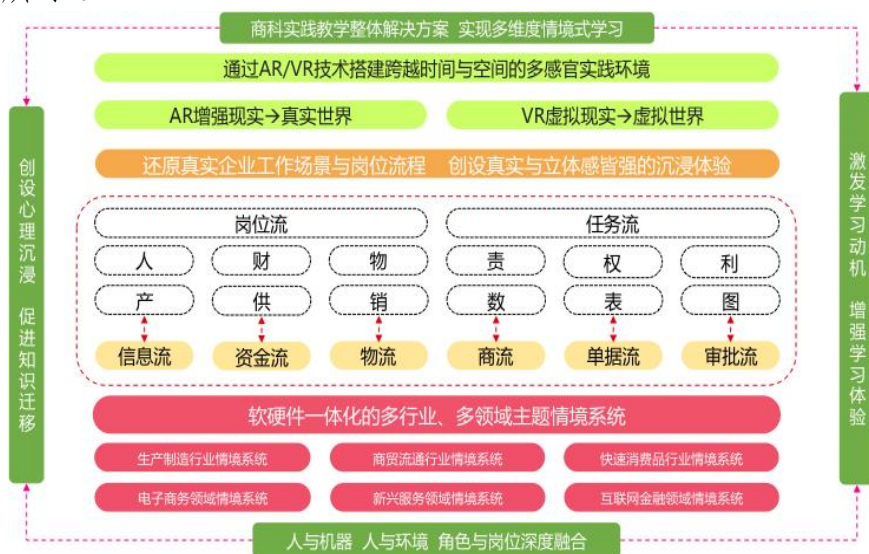 商科实践教学整体解决方案 实现多维度情境式学习
通过AR/VR技术搭建跨越时间与空间的多感官实践环境
AR增强现实→真实世界
VR虚拟现实→虚拟世界
还原真实企业工作场景与岗位流程 创设真实与立体感皆强的沉浸体验
创设心理沉浸 促进知识迁移
岗位流
任务流
人
财
物
责
权
利
产
供
销
数
表
图
信息流
资金流
物流
商流
单据流
审批流
激发学习动机 增强学习体验
软硬件一体化的多行业、多领域主题情境系统
生产制造行业情境系统
商贸流通行业情境系统
快速消费品行业情境系统
电子商务领域情境系统
新兴服务领域情境系统
互联网金融领域情境系统
人与机器 人与环境 角色与岗位深度融合